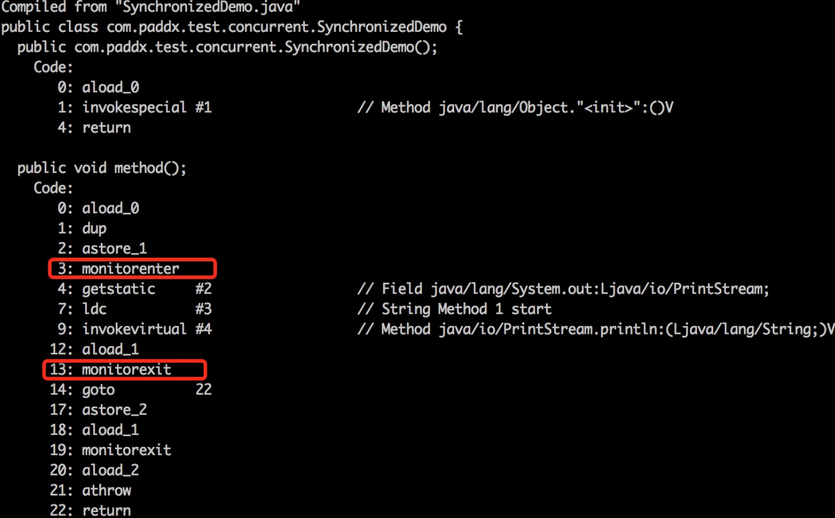 Compiled from "SynchronizedDemo.java"
public class com.paddx.test.concurrent.SynchronizedDemo {
  public com.paddx.test.concurrent.SynchronizedDemo();
    Code:
       0: aload_0
       1: invokespecial #1                  // Method java/lang/Object."<init>":()V
       4: return

  public void method();
    Code:
       0: aload_0
       1: dup
       2: astore_1
       3: monitorenter
       4: getstatic     #2                  // Field java/lang/System.out:Ljava/io/PrintStream;
       7: ldc           #3                  // String Method 1 start
       9: invokevirtual #4                  // Method java/io/PrintStream.println:(Ljava/lang/String;)V
      12: aload_1
      13: monitorexit
      14: goto          22
      17: astore_2
      18: aload_1
      19: monitorexit
      20: aload_2
      21: athrow
      22: return